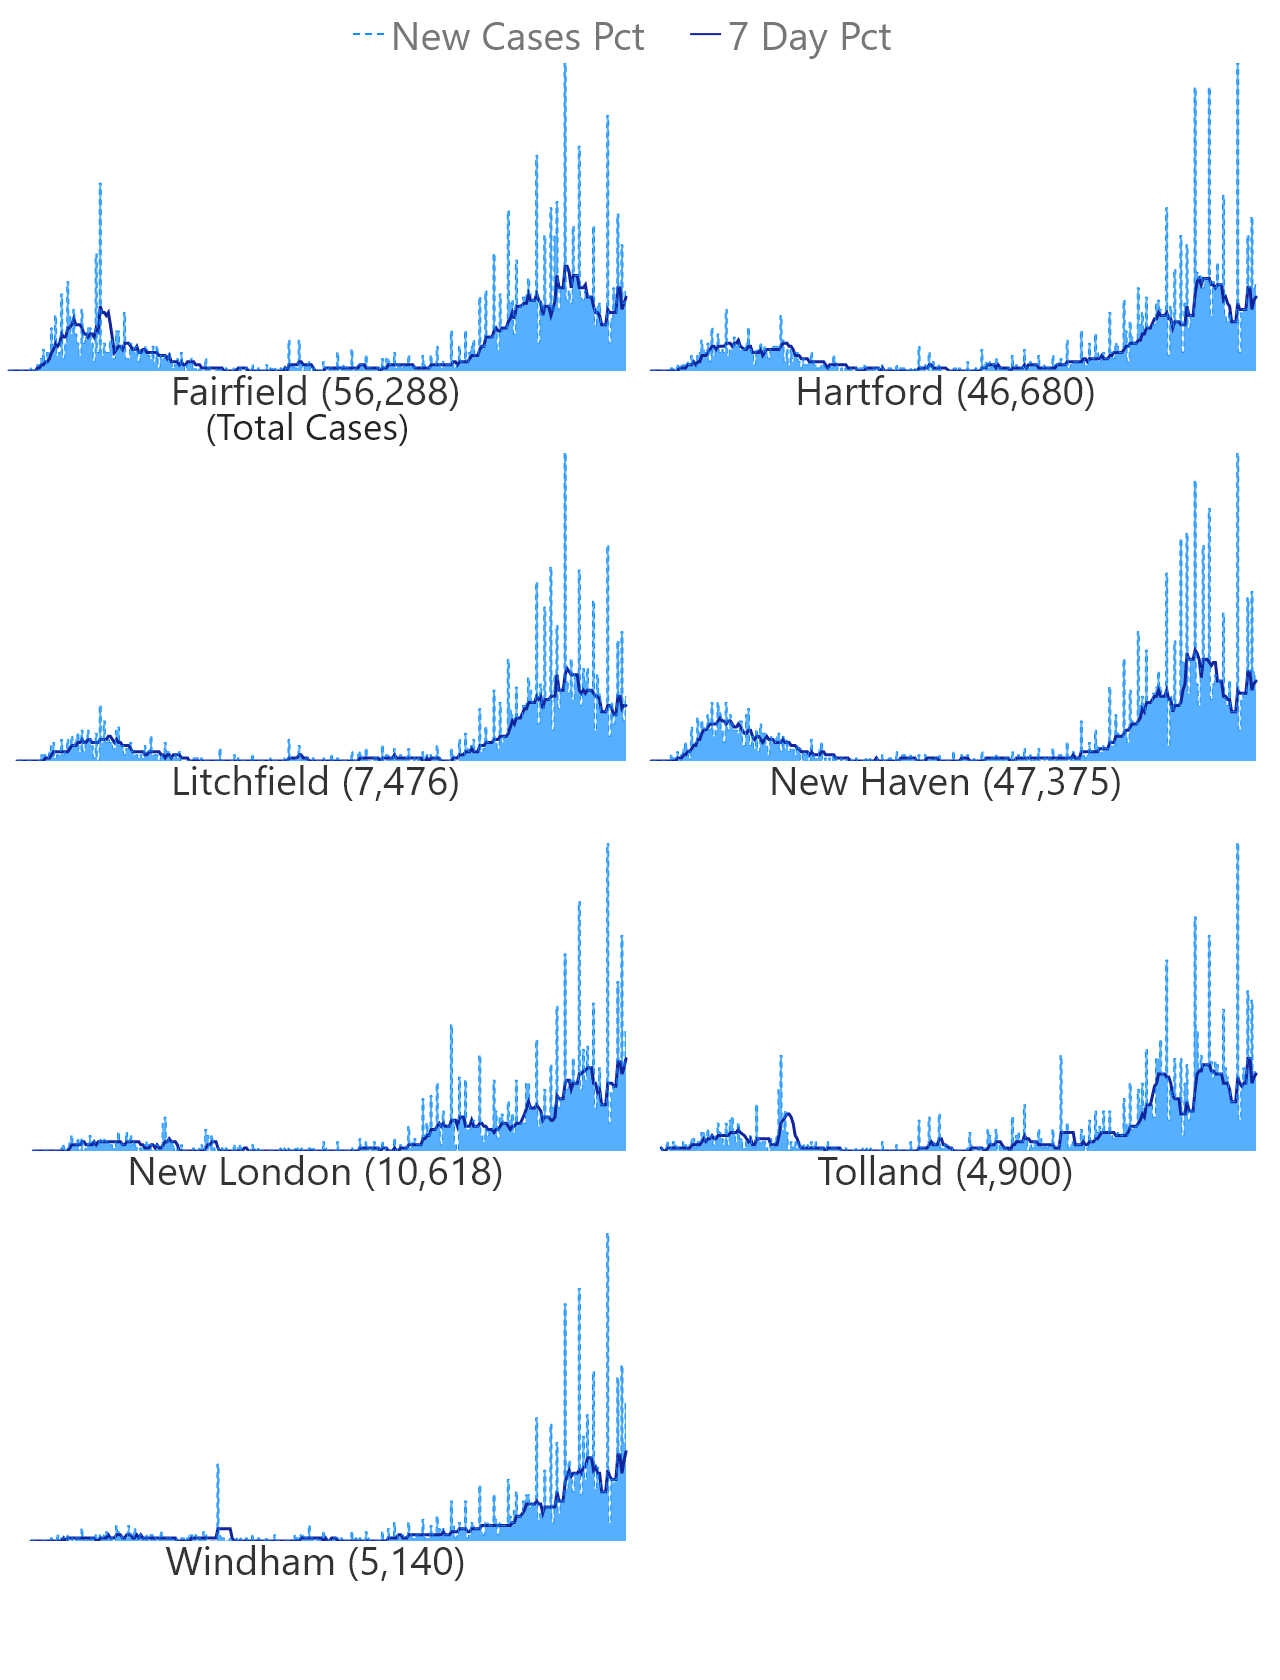 New Cases Pct 7 Day Pct
Fairfield (56,288)
(Total Cases)
Hartford (46,680)
Litchfield (7,476)
New Haven (47,375)
New London (10,618)
Tolland (4,900)
Windham (5,140)